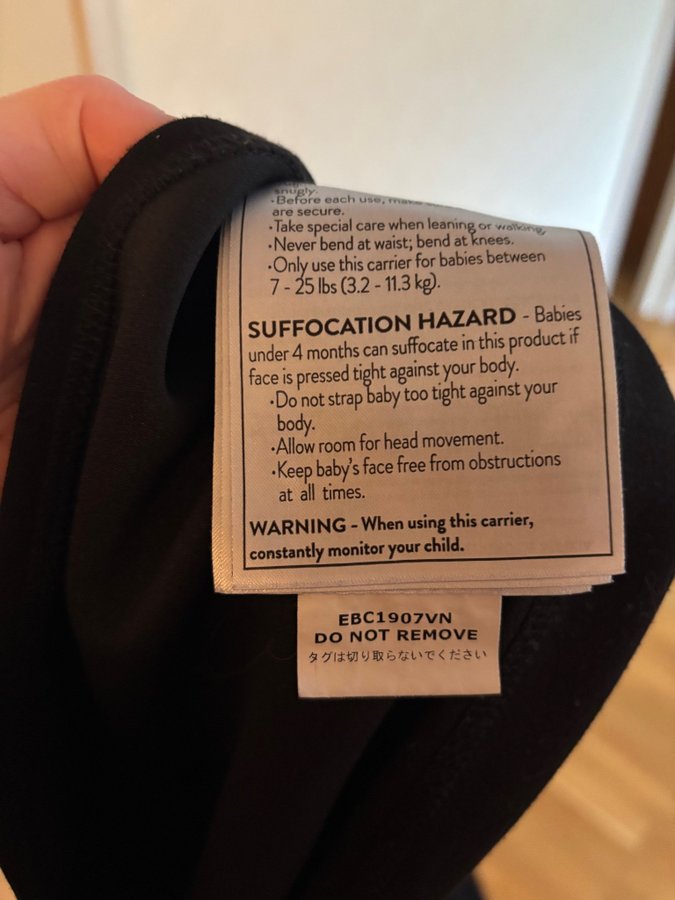 snugly.
•Before each use, make
are secure.
•Take special care when leaning or walking.
•Never bend at waist; bend at knees.
•Only use this carrier for babies between
7 - 25 lbs (3.2 - 11.3 kg).
SUFFOCATION HAZARD - Babies
under 4 months can suffocate in this product if
face is pressed tight against your body.
•Do not strap baby too tight against your
body.
•Allow room for head movement.
•Keep baby's face free from obstructions
at all times.
WARNING - When using this carrier,
constantly monitor your child.
EBC1907VN
DO NOT REMOVE
タグは切り取らないでください